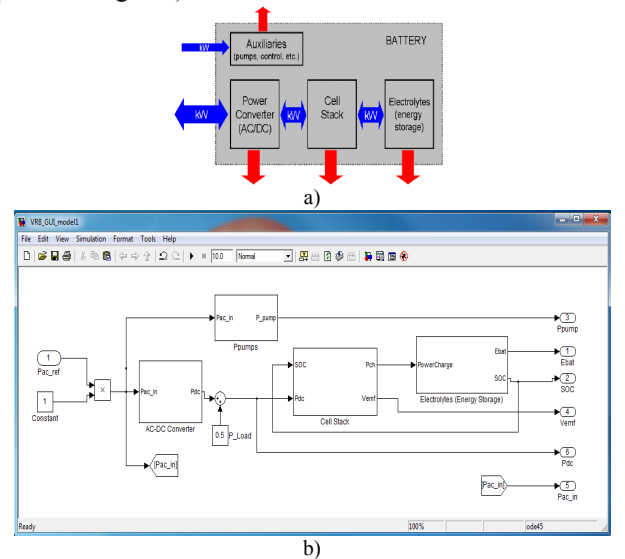 BATTERY
Auxiliaries
(pumps, control, etc.)
kW
Power
Converter
(AC/DC)
Cell
Stack
Electrolytes
(energy
storage)
kW
kW
kW
a)
VRB_GUI_model1
File Edit View Simulation Format Tools Help
10.0 Normal
Pac_in P_pump
Ppumps
3
Ppump
1
Pac_ref
1
Constant
×
Pac_in Pdc
AC-DC Converter
0.5 P_Load
SOC Pch
Pdc Vemf
Cell Stack
PowerCharge Ebat
SOC
Electrolytes (Energy Storage)
1
Ebat
2
SOC
4
Vemf
6
Pdc
[Pac_in]
[Pac_in]
5
Pac_in
Ready 100% ode45
b)